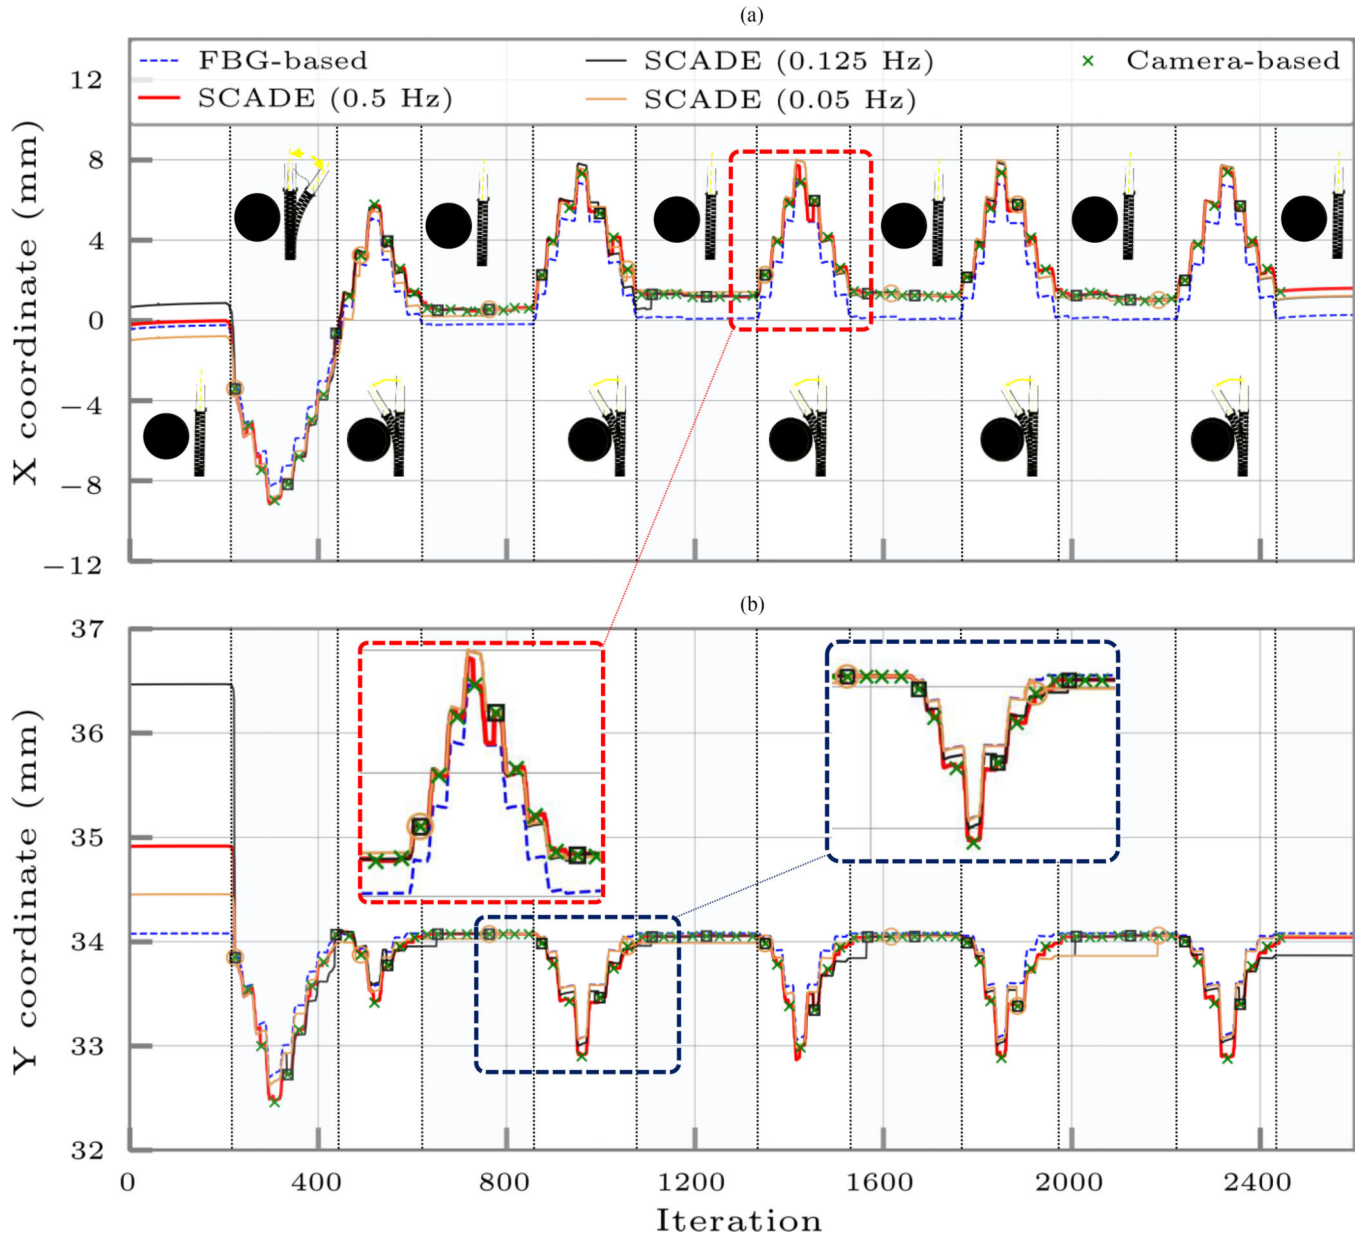 (a)
FBG-based
SCADE (0.125 Hz)
Camera-based
SCADE (0.5 Hz)
SCADE (0.05 Hz)
X coordinate (mm)
12
8
4
0
−4
−8
−12
(b)
Y coordinate (mm)
37
36
35
34
33
32
0 400 800 1200 1600 2000 2400
Iteration